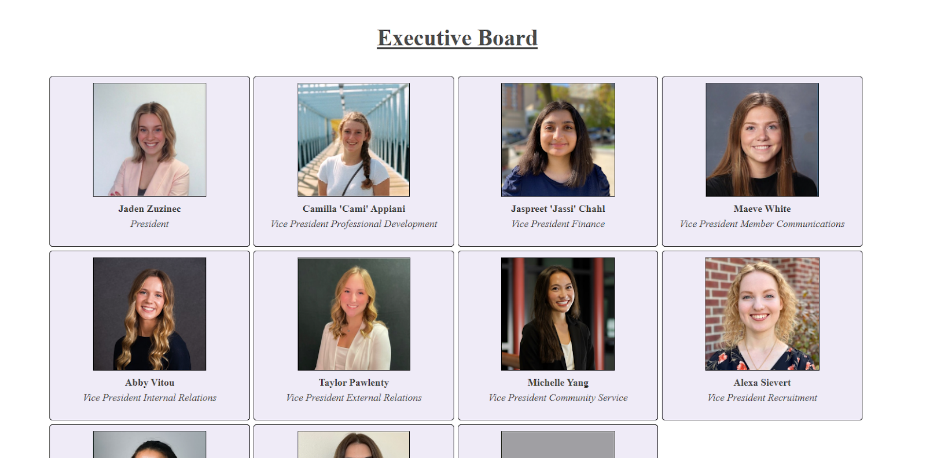 Executive Board
Jaden Zuzinec
President
Camilla 'Cami' Appiani
Vice President Professional Development
Jaspreet 'Jassi' Chahl
Vice President Finance
Maeve White
Vice President Member Communications
Abby Vitou
Vice President Internal Relations
Taylor Pawlenty
Vice President External Relations
Michelle Yang
Vice President Community Service
Alexa Sievert
Vice President Recruitment